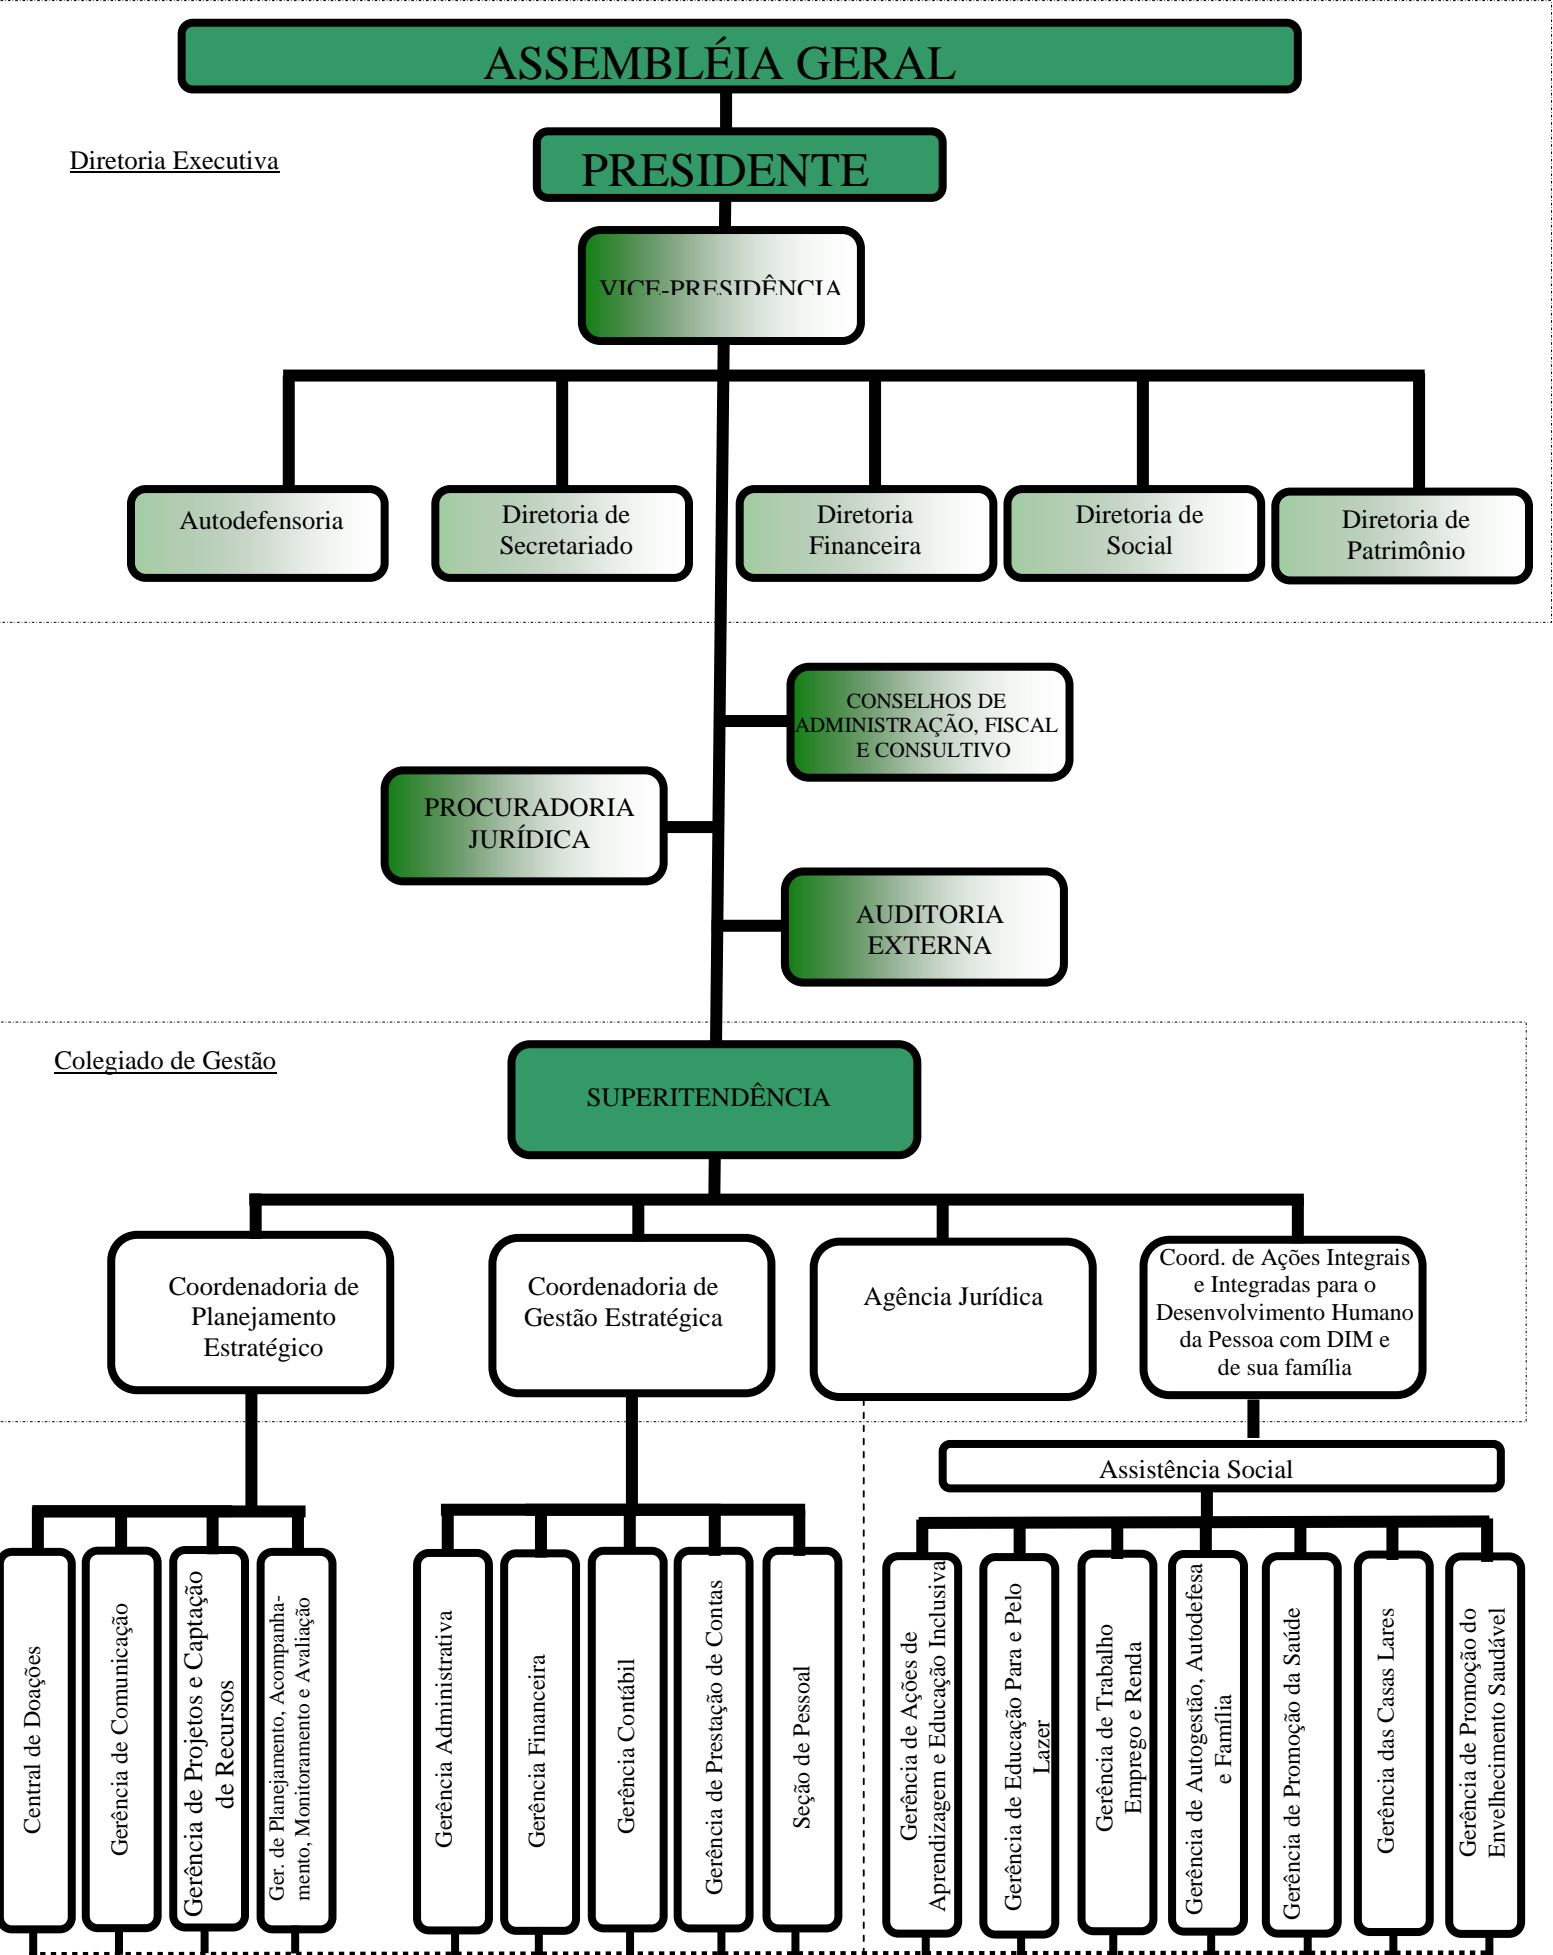 ASSEMBLÉIA GERAL
Diretoria Executiva
PRESIDENTE
VICE-PRESIDÊNCIA
Autodefensoria
Diretoria de
Secretariado
Diretoria
Financeira
Diretoria de
Social
Diretoria de
Patrimônio
CONSELHOS DE
ADMINISTRAÇÃO, FISCAL
E CONSULTIVO
PROCURADORIA
JURÍDICA
AUDITORIA
EXTERNA
Colegiado de Gestão
SUPERITENDÊNCIA
Coordenadoria de
Planejamento
Estratégico
Coordenadoria de
Gestão Estratégica
Agência Jurídica
Coord. de Ações Integrais
e Integradas para o
Desenvolvimento Humano
da Pessoa com DIM e
de sua família
Assistência Social
Central de Doações
Gerência de Comunicação
Gerência de Projetos e Captação
de Recursos
Ger. de Planejamento, Acompanha-
mento, Monitoramento e Avaliação
Gerência Administrativa
Gerência Financeira
Gerência Contábil
Gerência de Prestação de Contas
Seção de Pessoal
Gerência de Ações de
Aprendizagem e Educação Inclusiva
Gerência de Educação Para e Pelo
Lazer
Gerência de Trabalho
Emprego e Renda
Gerência de Autogestão, Autodefesa
e Família
Gerência de Promoção da Saúde
Gerência das Casas Lares
Gerência de Promoção do
Envelhecimento Saudável